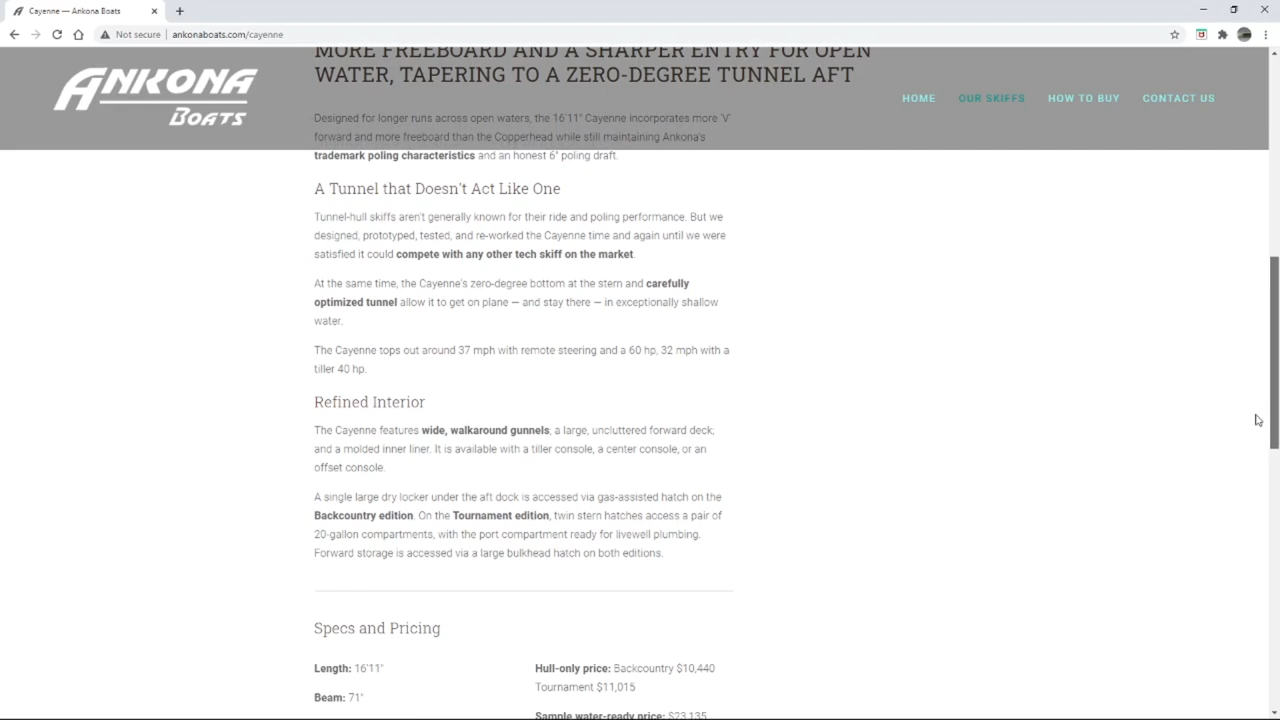 Cayenne — Ankona Boats
Not secure
ankonaboats.com/cayenne
MORE FREEBOARD AND A SHARPER ENTRY FOR OPEN
WATER, TAPERING TO A ZERO-DEGREE TUNNEL AFT
ANKONA
BOATS
HOME
OUR SKIFFS
HOW TO BUY
CONTACT US
Designed for longer runs across open waters, the 16'11" Cayenne incorporates more 'V'
forward and more freeboard than the Copperhead while still maintaining Ankona's
trademark poling characteristics and an honest 6" poling draft.
A Tunnel that Doesn't Act Like One
Tunnel-hull skiffs aren't generally known for their ride and poling performance. But we
designed, prototyped, tested, and re-worked the Cayenne time and again until we were
satisfied it could compete with any other tech skiff on the market.
At the same time, the Cayenne's zero-degree bottom at the stern and carefully
optimized tunnel allow it to get on plane — and stay there — in exceptionally shallow
water.
The Cayenne tops out around 37 mph with remote steering and a 60 hp, 32 mph with a
tiller 40 hp.
Refined Interior
The Cayenne features wide, walkaround gunnels, a large, uncluttered forward deck;
and a molded inner liner. It is available with a tiller console, a center console, or an
offset console.
A single large dry locker under the aft dock is accessed via gas-assisted hatch on the
Backcountry edition. On the Tournament edition, twin stern hatches access a pair of
20-gallon compartments, with the port compartment ready for livewell plumbing.
Forward storage is accessed via a large bulkhead hatch on both editions.
Specs and Pricing
Length: 16'11"
Beam: 71"
Hull-only price: Backcountry $10,440
Tournament $11,015
Sample water-ready price: $23,135